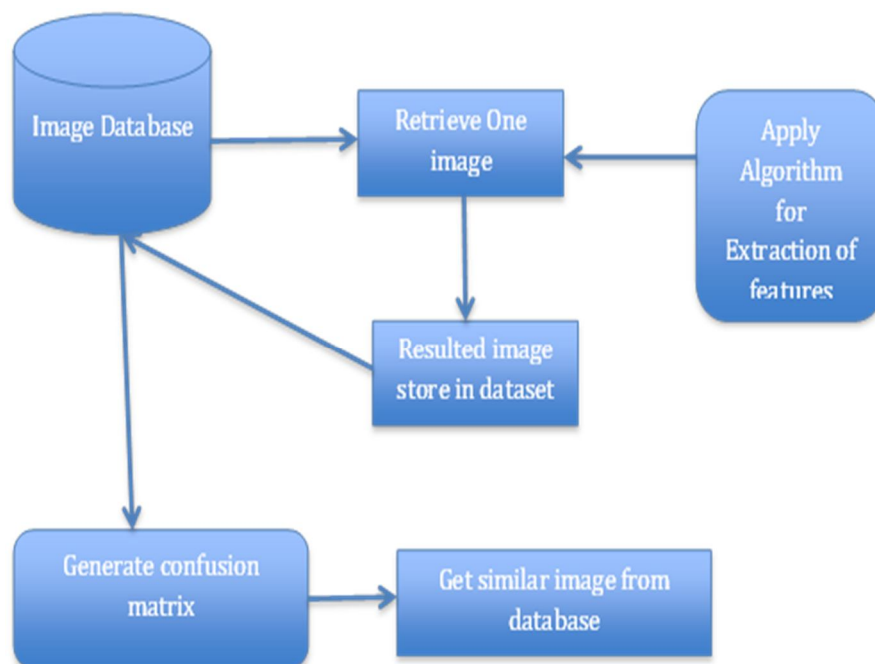 Image Database
Retrieve One
image
Apply
Algorithm
for
Extraction of
features
Resulted image
store in dataset
Generate confusion
matrix
Get similar image from
database